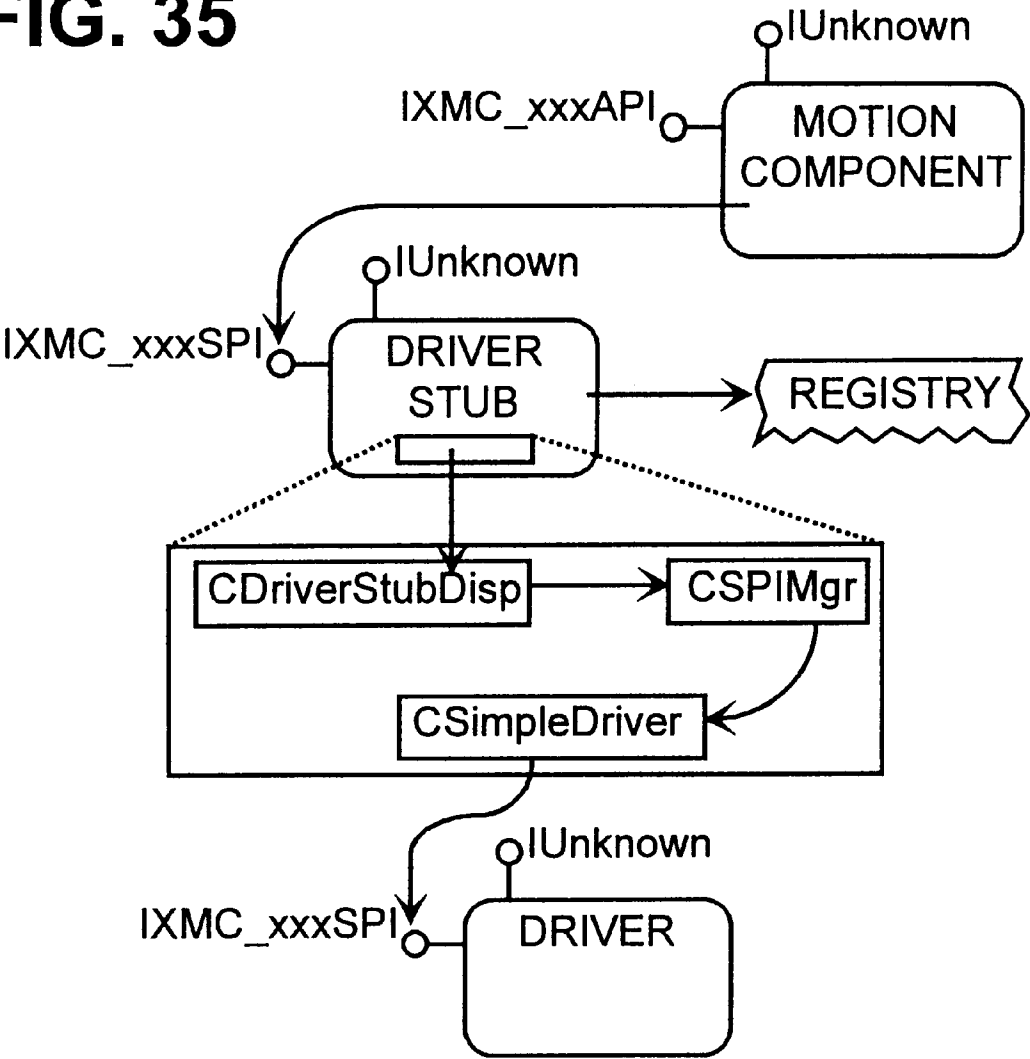 FIG. 35
IUnknown
IXMC_xxxAPI
MOTION
COMPONENT
IUnknown
IXMC_xxxSPI
DRIVER
STUB
REGISTRY
CDriverStubDisp
CSPIMgr
CSimpleDriver
IUnknown
IXMC_xxxSPI
DRIVER